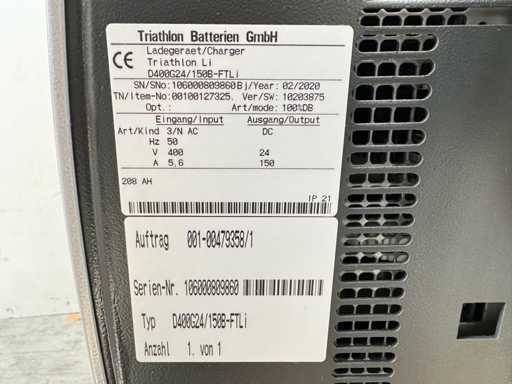 Triathlon Batterien GmbH
CE Ladegeraet/Charger
Triathlon Li
D400G24/150B-FTLi
SN/SNo:106000809860 Bj/Year: 02/2020
TN/Item-No:00100127325. Ver/SW: 10203875
Opt.: Art/mode: 100%DB
Eingang/Input Ausgang/Output
Art/Kind 3/N AC DC
Hz 50
V 400 24
A 5,6 150
208 AH
IP 21
Auftrag 001-00479358/1
Serien-Nr. 106000809860
Typ D400G24/150B-FTLi
Anzahl 1. von 1